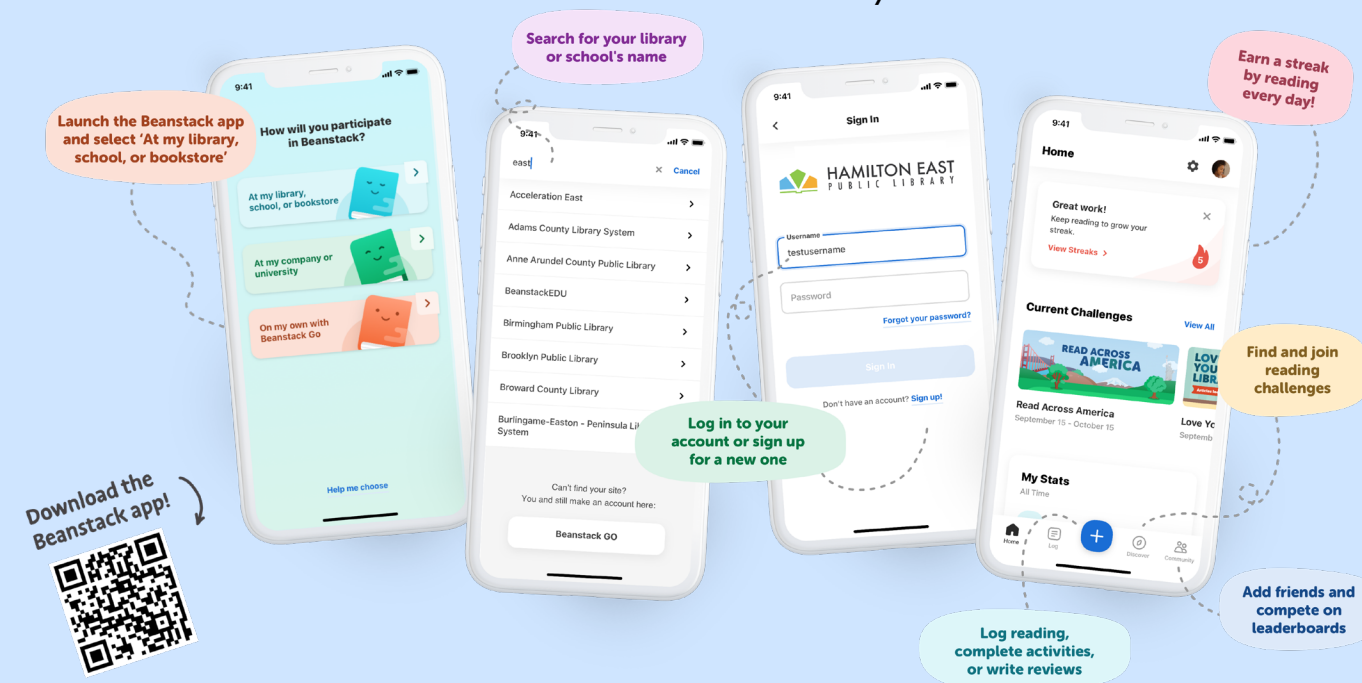 Launch the Beanstack app
and select ‘At my library,
school, or bookstore’
9:41
How will you participate
in Beanstack?
At my library,
school, or bookstore
At my company or
university
On my own with
Beanstack Go
Help me choose
Download the
Beanstack app!
Search for your library
or school's name
9:41
east
Cancel
Acceleration East
Adams County Library System
Anne Arundel County Public Library
BeanstackEDU
Birmingham Public Library
Brooklyn Public Library
Broward County Library
Burlingame-Easton - Peninsula
System
Can't find your site?
You and still make an account here:
Beanstack GO
Log in to your
account or sign up
for a new one
9:41
Sign In
HAMILTON EAST
PUBLIC LIBRARY
Username
testusername
Password
Forgot your password?
Sign In
Don't have an account? Sign up!
Earn a streak
by reading
every day!
9:41
Home
Great work!
Keep reading to grow your
streak.
View Streaks
5
Current Challenges
View All
READ ACROSS
AMERICA
Read Across America
September 15 - October 15
LOV
YOU
LIBR
Love Yo
Septemb
My Stats
All Time
Home
Log
Discover
Community
Find and join
reading
challenges
Add friends and
compete on
leaderboards
Log reading,
complete activities,
or write reviews